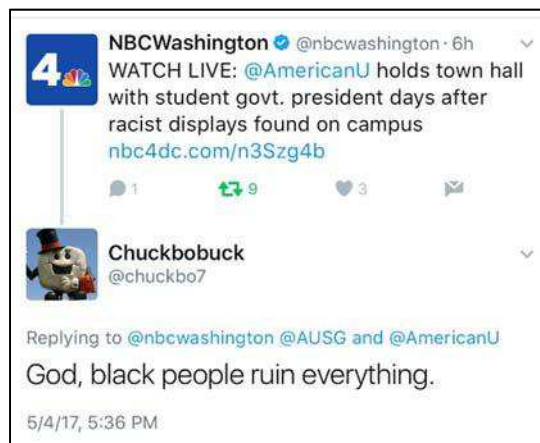 NBCWashington @nbcwashington · 6h
WATCH LIVE: @AmericanU holds town hall
with student govt. president days after
racist displays found on campus
nbc4dc.com/n3Szg4b
1 9 3
4
Chuckbobuck
@chuckbo7
Replying to @nbcwashington @AUSG and @AmericanU
God, black people ruin everything.
5/4/17, 5:36 PM